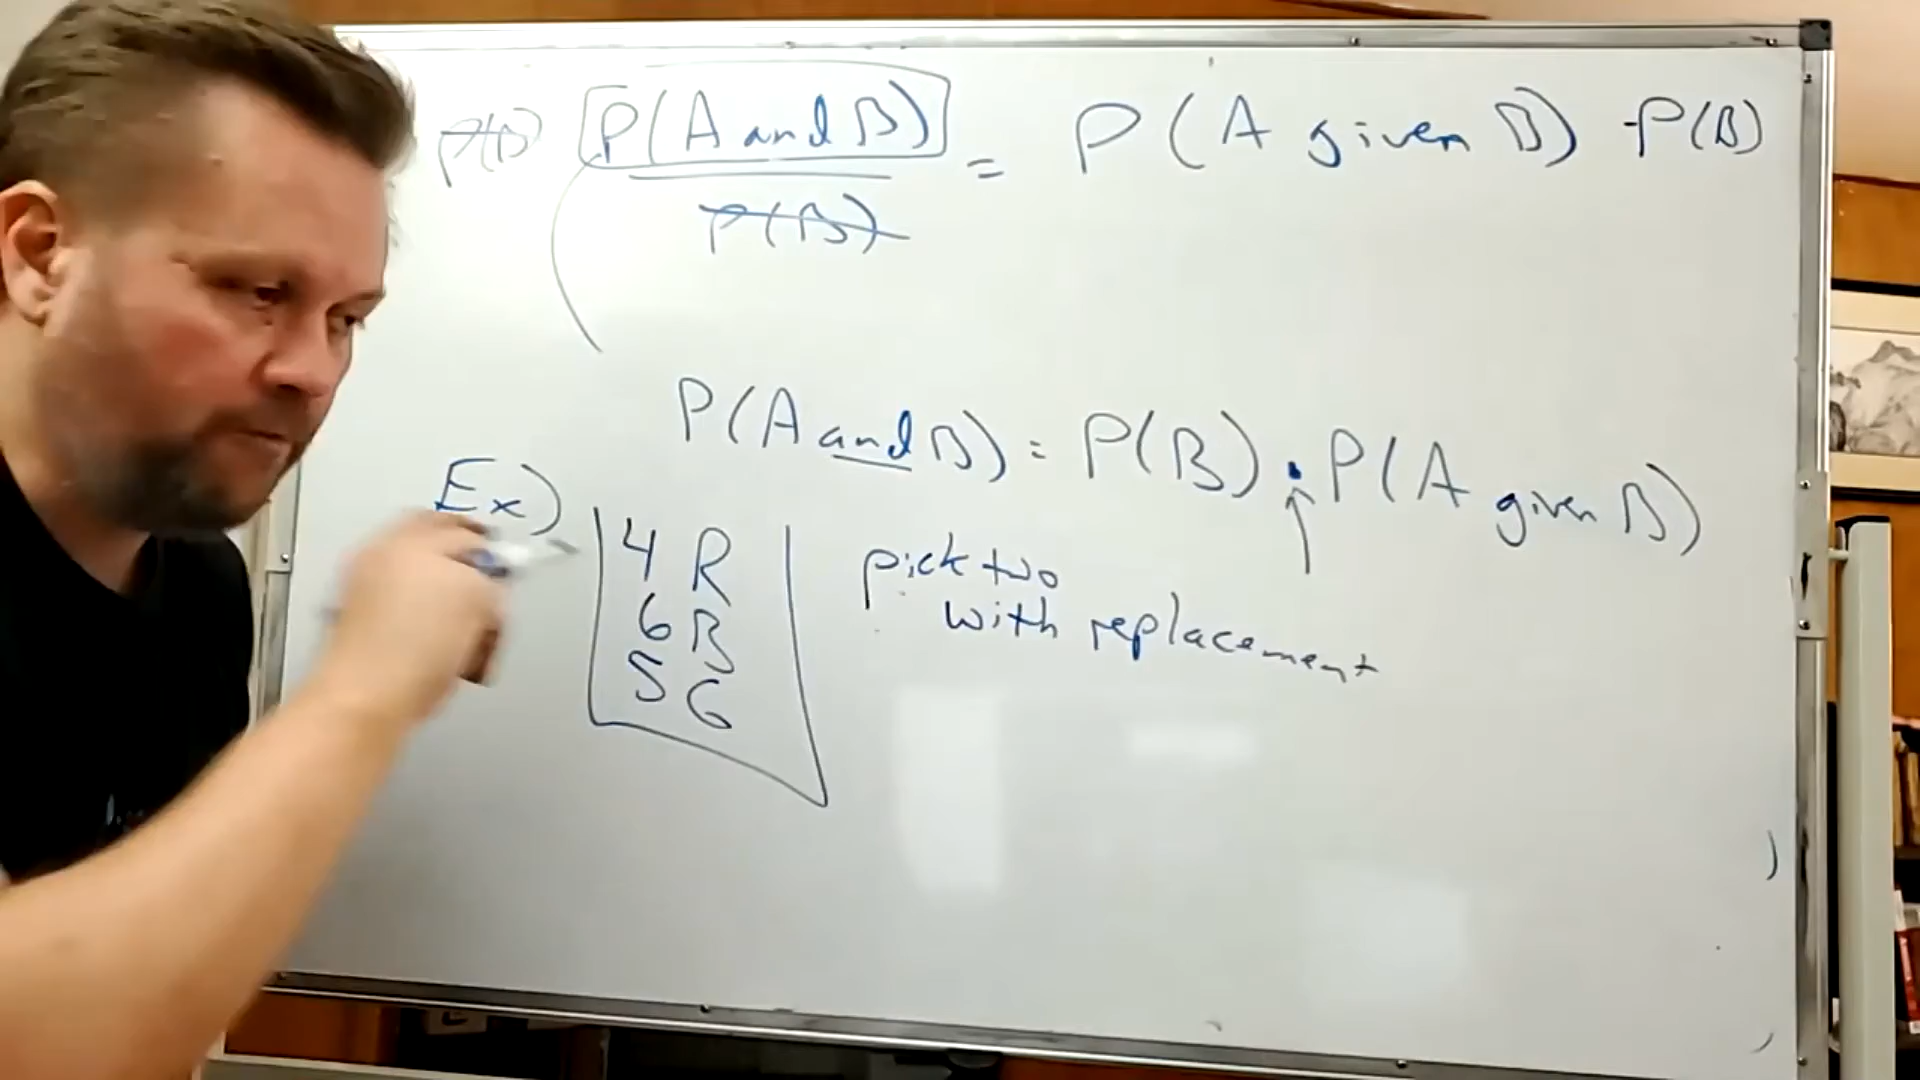 P(B) P(A and B) = P(A given B) · P(B)
P(B)
P(A and B) = P(B) · P(A given B)
Ex)
4 R
6 B
5 G
pick two
with replacement